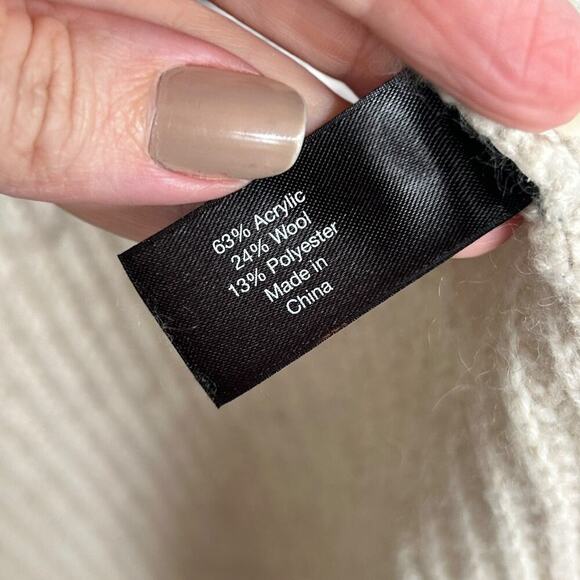 63% Acrylic
24% Wool
13% Polyester
Made in
China